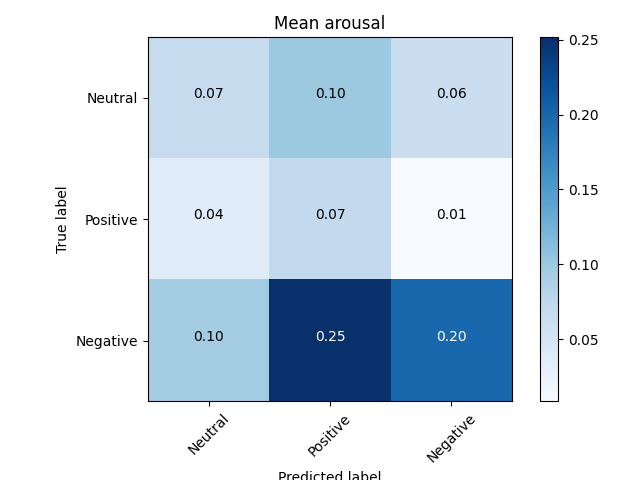 Mean arousal
Neutral 0.07 0.10 0.06
Positive 0.04 0.07 0.01
Negative 0.10 0.25 0.20
Neutral Positive Negative
True label
Predicted label
0.25
0.20
0.15
0.10
0.05